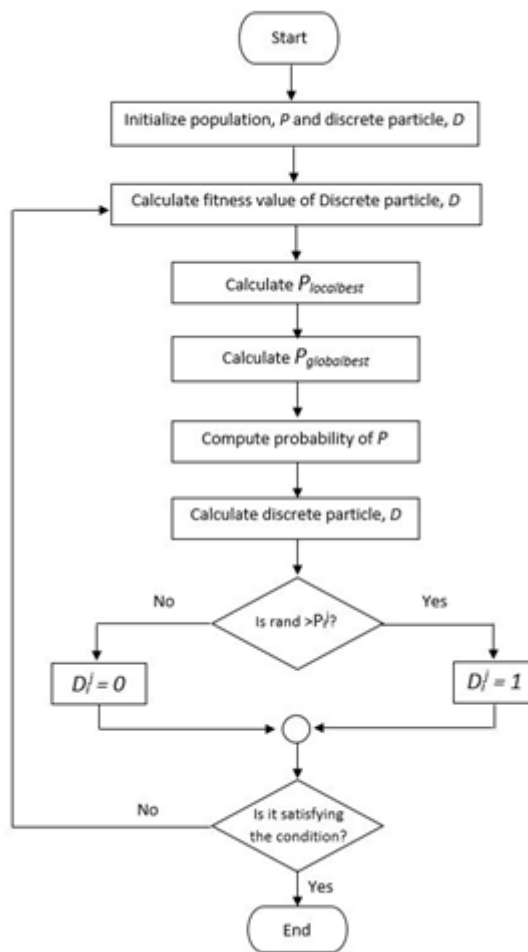 Start
Initialize population, P and discrete particle, D
Calculate fitness value of Discrete particle, D
Calculate P_localbest
Calculate P_globalbest
Compute probability of P
Calculate discrete particle, D
No
Is rand >P_i^j?
Yes
D_i^j = 0
D_i^j = 1
No
Is it satisfying
the condition?
Yes
End